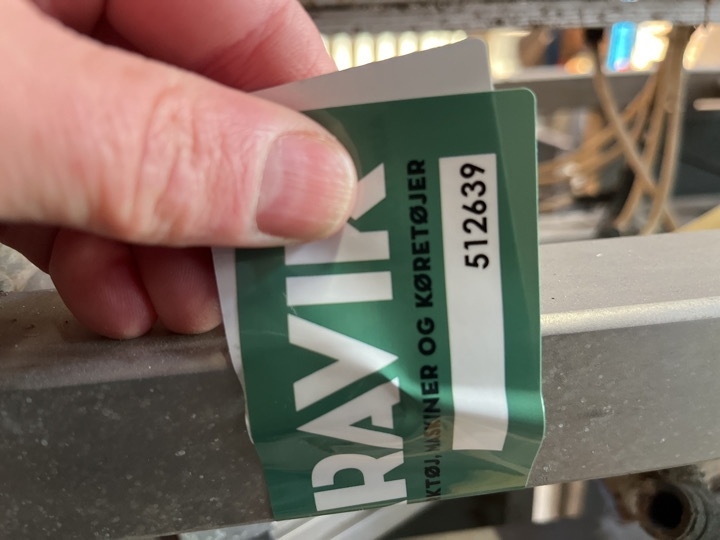 RAVIK
KTØJ, MASKINER OG KØRETØJER
512639